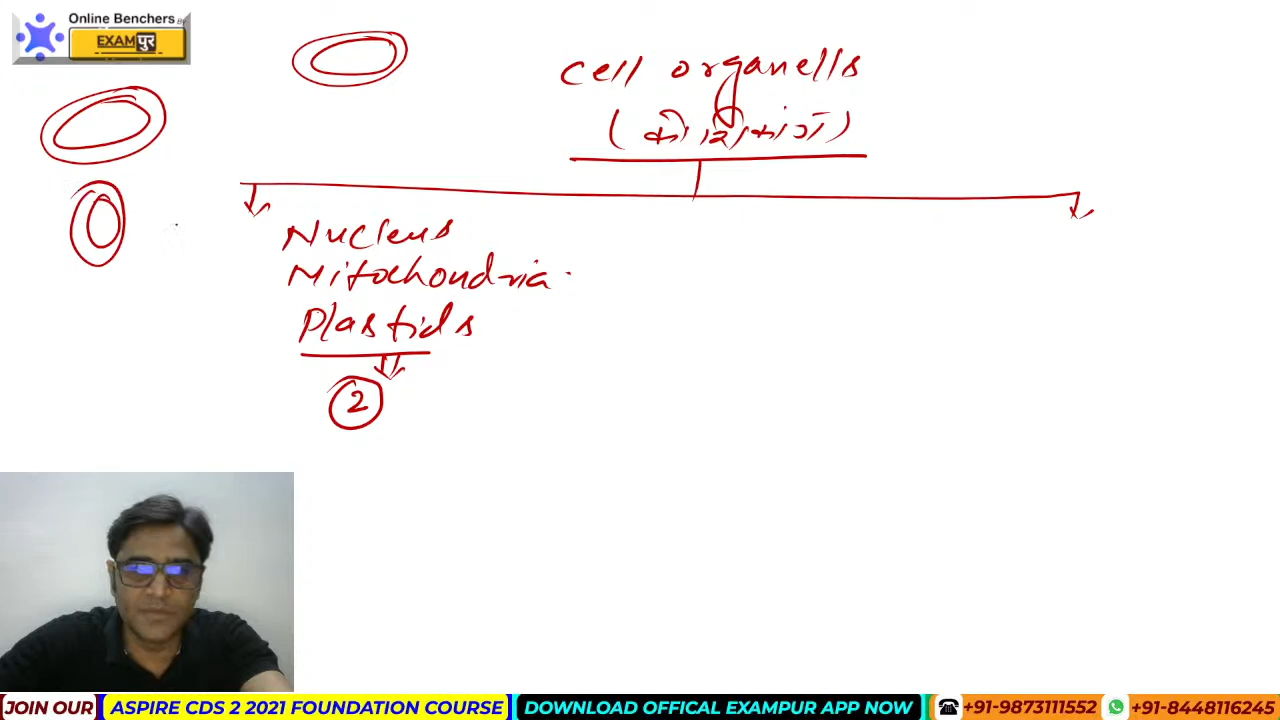 Online Benchers By
EXAMपुर
cell organells
(कोशिकांग)
Nucleus
Mitochondria
Plastids
2
JOIN OUR ASPIRE CDS 2 2021 FOUNDATION COURSE DOWNLOAD OFFICAL EXAMPUR APP NOW +91-9873111552 +91-8448116245